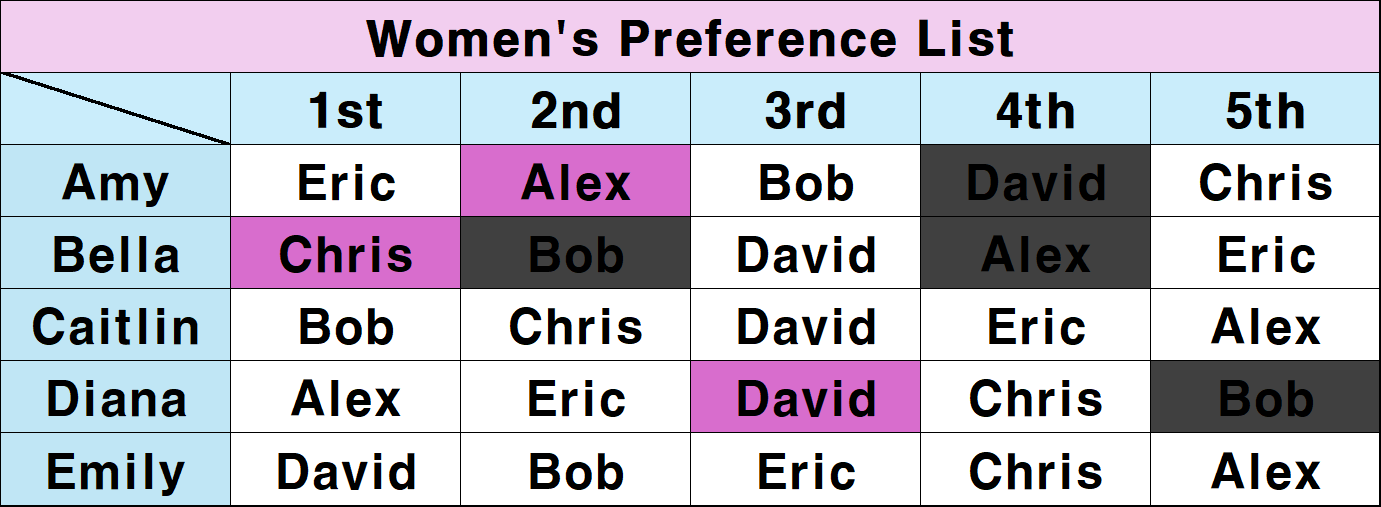 Women's Preference List
1st 2nd 3rd 4th 5th
Amy Eric Alex Bob David Chris
Bella Chris Bob David Alex Eric
Caitlin Bob Chris David Eric Alex
Diana Alex Eric David Chris Bob
Emily David Bob Eric Chris Alex